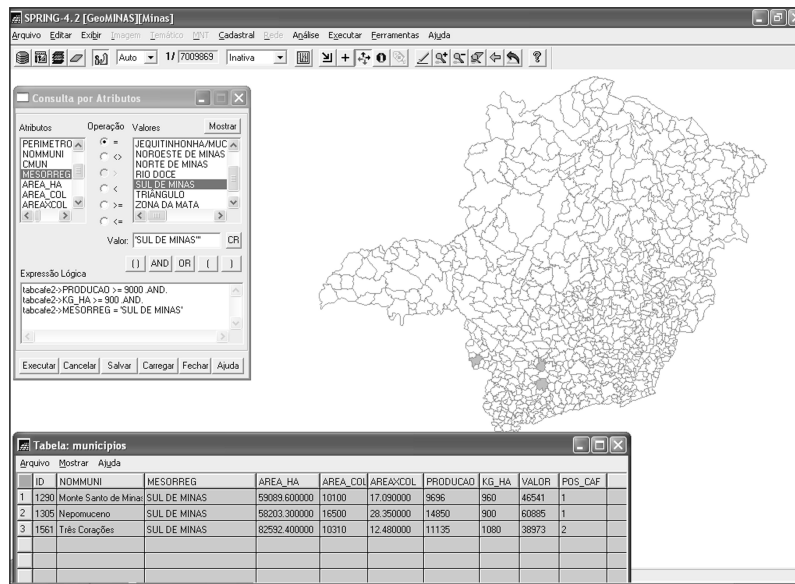 SPRING-4.2 [GeoMINAS][Minas]
Arquivo Editar Exibir Imagem Temático MNT Cadastral Rede Análise Executar Ferramentas Ajuda
Auto 1/ 7009869 Inativa
Consulta por Atributos
Atributos Operação Valores Mostrar
PERIMETRO
NOMMUNI
CMUN
MESORREG
AREA_HA
AREA_COL
AREAXCOL
=
<>
>
<
>=
<=
JEQUITINHONHA/MUC
NOROESTE DE MINAS
NORTE DE MINAS
RIO DOCE
SUL DE MINAS
TRIÂNGULO
ZONA DA MATA
Valor: 'SUL DE MINAS'" CR
() AND OR ( )
Expressão Lógica
tabcafe2->PRODUCAO >= 9000 .AND.
tabcafe2->KG_HA >= 900 .AND.
tabcafe2->MESORREG = 'SUL DE MINAS'
Executar Cancelar Salvar Carregar Fechar Ajuda
Tabela: municipios
Arquivo Mostrar Ajuda
ID NOMMUNI MESORREG AREA_HA AREA_COL AREAXCOL PRODUCAO KG_HA VALOR POS_CAF
1 1290 Monte Santo de Minas SUL DE MINAS 59089.600000 10100 17.090000 9696 960 46541 1
2 1305 Nepomuceno SUL DE MINAS 58203.300000 16500 28.350000 14850 900 60885 1
3 1561 Três Corações SUL DE MINAS 82592.400000 10310 12.480000 11135 1080 38973 2